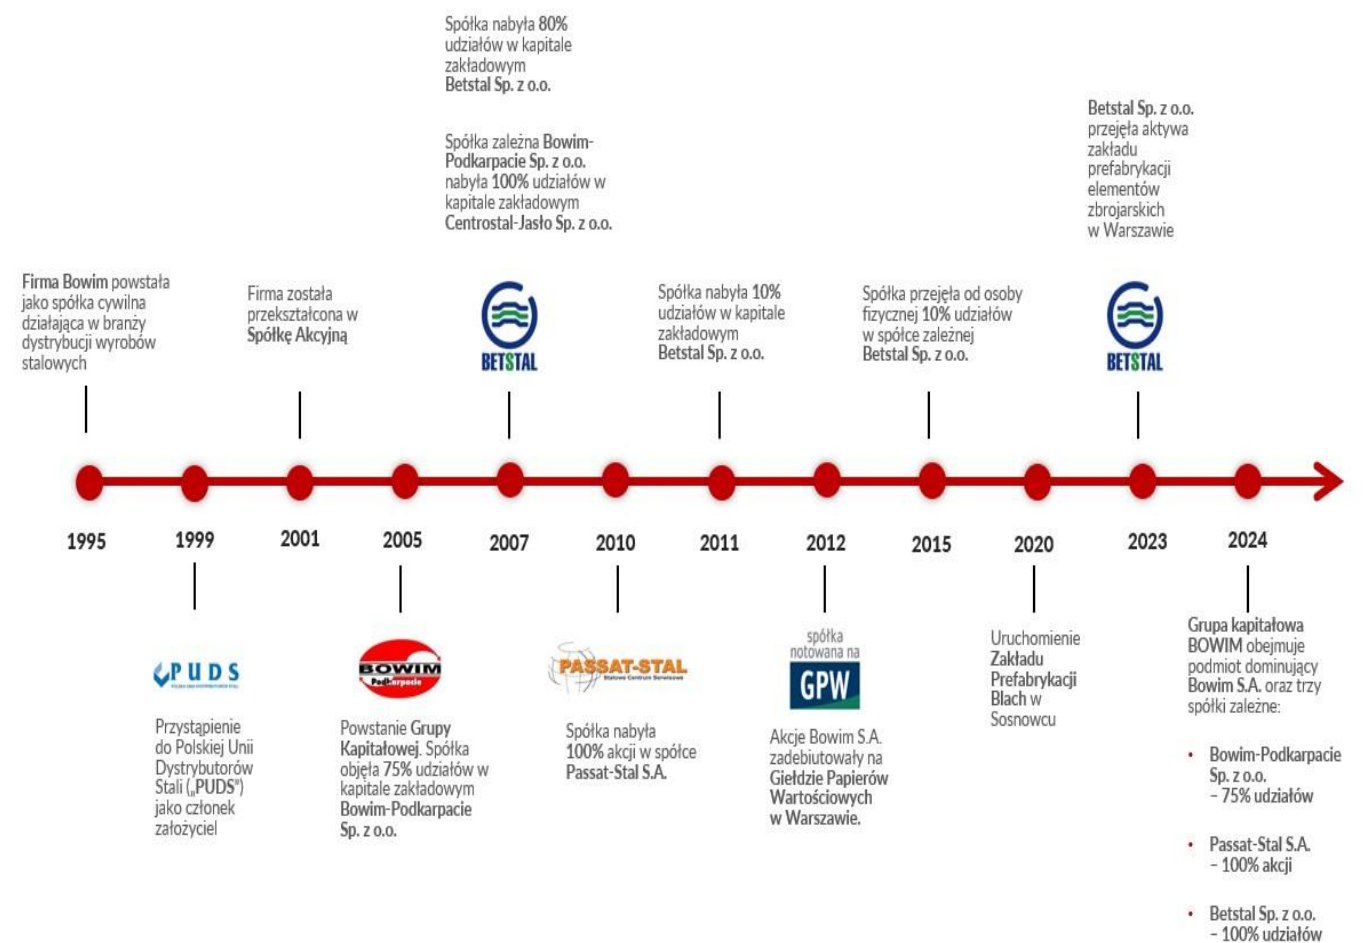 Spółka nabyła 80%
udziałów w kapitale
zakładowym
Betstal Sp. z o.o.
Spółka zależna Bowim-
Podkarpacie Sp. z o.o.
nabyła 100% udziałów w
kapitale zakładowym
Centrostal-Jasło Sp. z o.o.
Betstal Sp. z o.o.
przejęła aktywa
zakładu
prefabrykacji
elementów
zbrojarskich
w Warszawie
Firma Bowim powstała
jako spółka cywilna
działająca w branży
dystrybucji wyrobów
stalowych
Firma została
przekształcona w
Spółkę Akcyjną
BETSTAL
Spółka nabyła 10%
udziałów w kapitale
zakładowym
Betstal Sp. z o.o.
Spółka przejęła od osoby
fizycznej 10% udziałów
w spółce zależnej
Betstal Sp. z o.o.
BETSTAL
1995
1999
2001
2005
2007
2010
2011
2012
2015
2020
2023
2024
PUDS
POLSKA UNIA DYSTRYBUTORÓW STALI
Przystąpienie
do Polskiej Unii
Dystrybutorów
Stali („PUDS”)
jako członek
założyciel
BOWIM
Podkarpacie
Powstanie Grupy
Kapitałowej. Spółka
objęła 75% udziałów w
kapitale zakładowym
Bowim-Podkarpacie
Sp. z o.o.
PASSAT-STAL
Stalowe Centrum Serwisowe
Spółka nabyła
100% akcji w spółce
Passat-Stal S.A.
spółka
notowana na
GPW
Akcje Bowim S.A.
zadebiutowały na
Giełdzie Papierów
Wartościowych
w Warszawie.
Uruchomienie
Zakładu
Prefabrykacji
Blach w
Sosnowcu
Grupa kapitałowa
BOWIM obejmuje
podmiot dominujący
Bowim S.A. oraz trzy
spółki zależne:
• Bowim-Podkarpacie
Sp. z o.o.
– 75% udziałów
• Passat-Stal S.A.
– 100% akcji
• Betstal Sp. z o.o.
– 100% udziałów